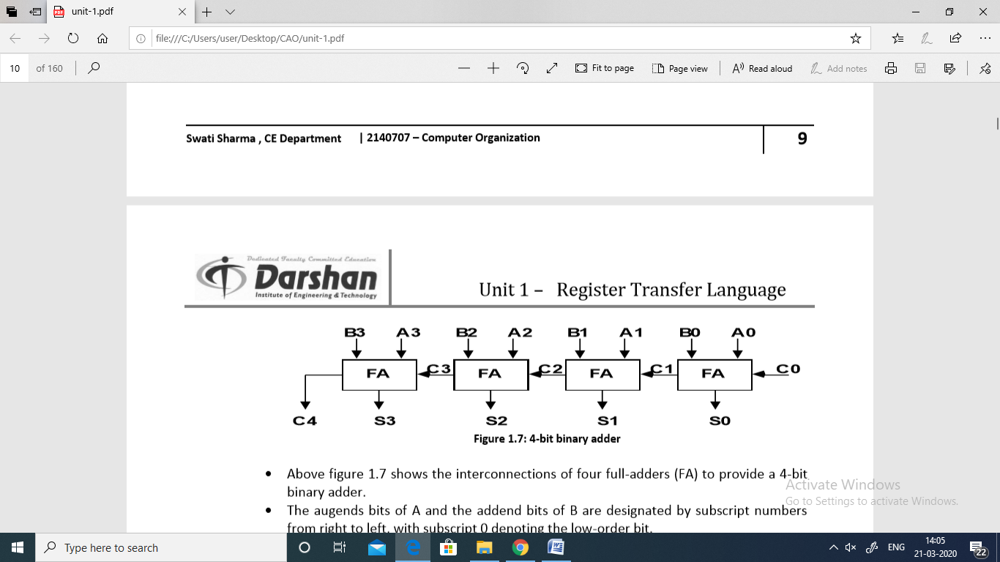 unit-1.pdf
file:///C:/Users/user/Desktop/CAO/unit-1.pdf
10 of 160 Fit to page Page view Read aloud Add notes
Swati Sharma , CE Department | 2140707 – Computer Organization 9
Dedicated Faculty Committed Education
Darshan
Institute of Engineering & Technology
Unit 1 – Register Transfer Language
B3 A3 B2 A2 B1 A1 B0 A0
FA C3 FA C2 FA C1 FA C0
C4 S3 S2 S1 S0
Figure 1.7: 4-bit binary adder
• Above figure 1.7 shows the interconnections of four full-adders (FA) to provide a 4-bit
binary adder.
• The augends bits of A and the addend bits of B are designated by subscript numbers
from right to left, with subscript 0 denoting the low-order bit.
Activate Windows
Go to Settings to activate Windows.
Type here to search
ENG
14:05
21-03-2020
22